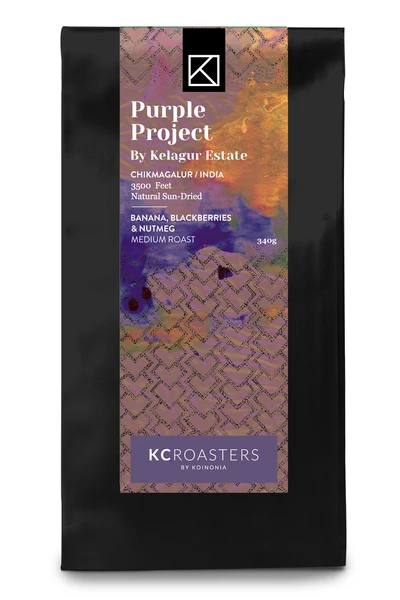 Purple
Project
By Kelagur Estate
CHIKMAGALUR / INDIA
3500 Feet
Natural Sun-Dried
BANANA, BLACKBERRIES
& NUTMEG
MEDIUM ROAST
340g
KCROASTERS
BY KOINONIA